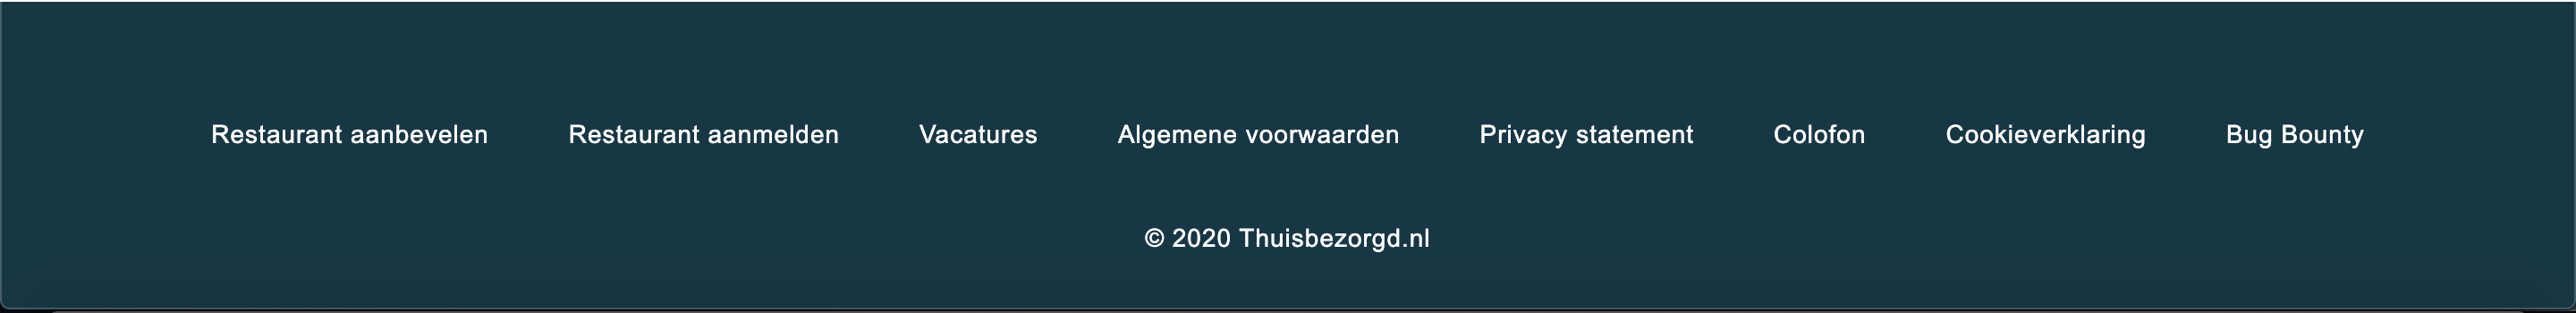 Restaurant aanbevelen Restaurant aanmelden Vacatures Algemene voorwaarden Privacy statement Colofon Cookieverklaring Bug Bounty
© 2020 Thuisbezorgd.nl